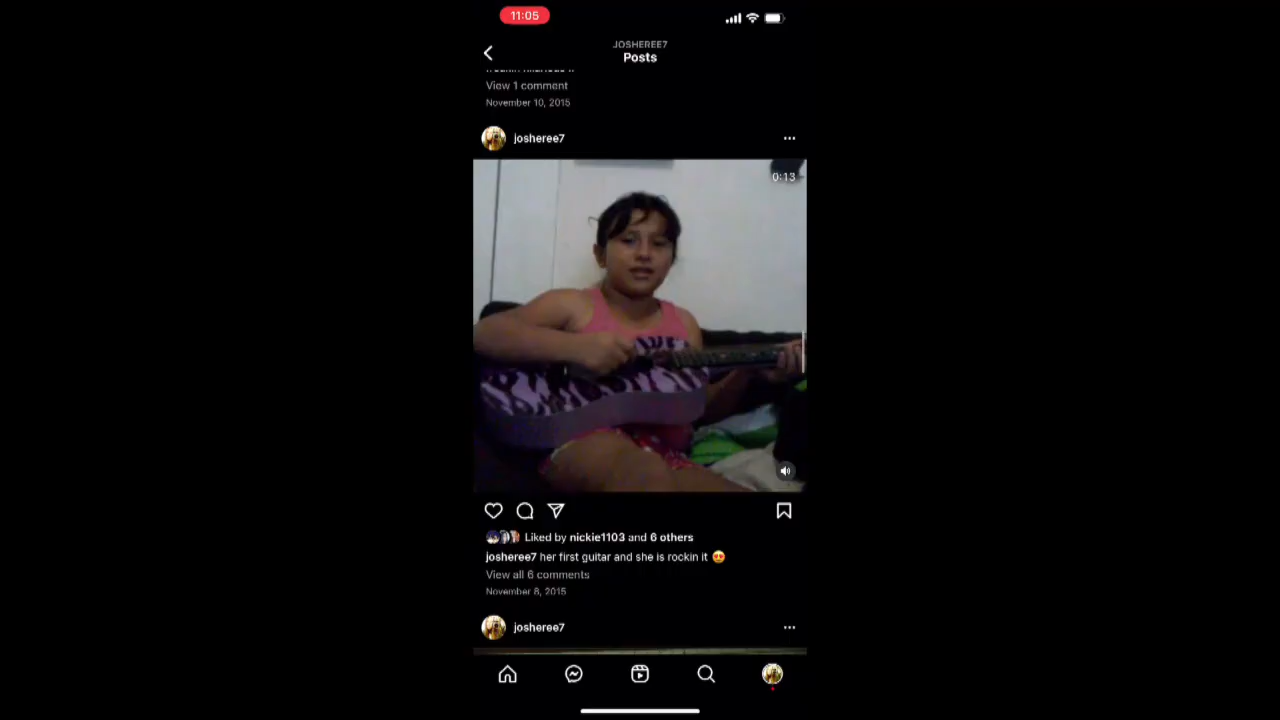 11:05
JOSHEREE7
Posts
View 1 comment
November 10, 2015
josheree7
0:13
Liked by nickie1103 and 6 others
josheree7 her first guitar and she is rockin it 😍
View all 6 comments
November 8, 2015
josheree7